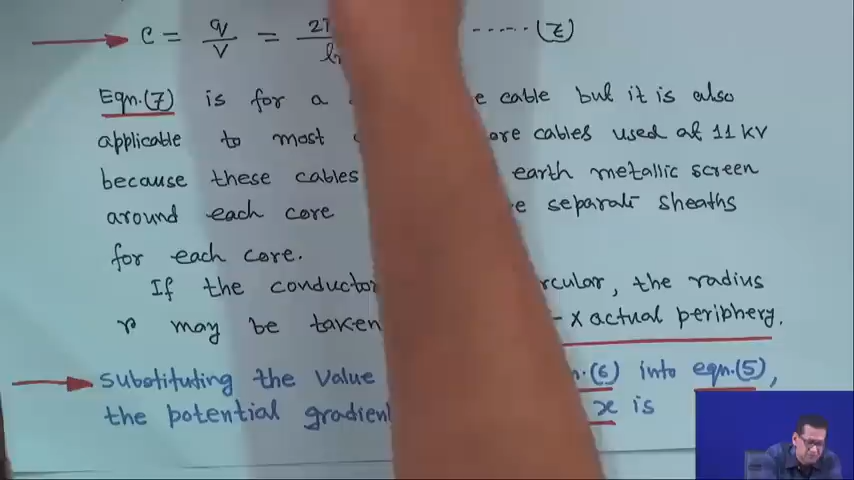 C = q/V = 2π ······ (7)
Eqn.(7) is for a e cable but it is also
applicable to most ore cables used at 11 kV
because these cables earth metallic screen
around each core e separate sheaths
for each core.
If the conductor rcular, the radius
r may be taken x actual periphery.
substituting the value n.(6) into eqn.(5),
the potential gradient x is